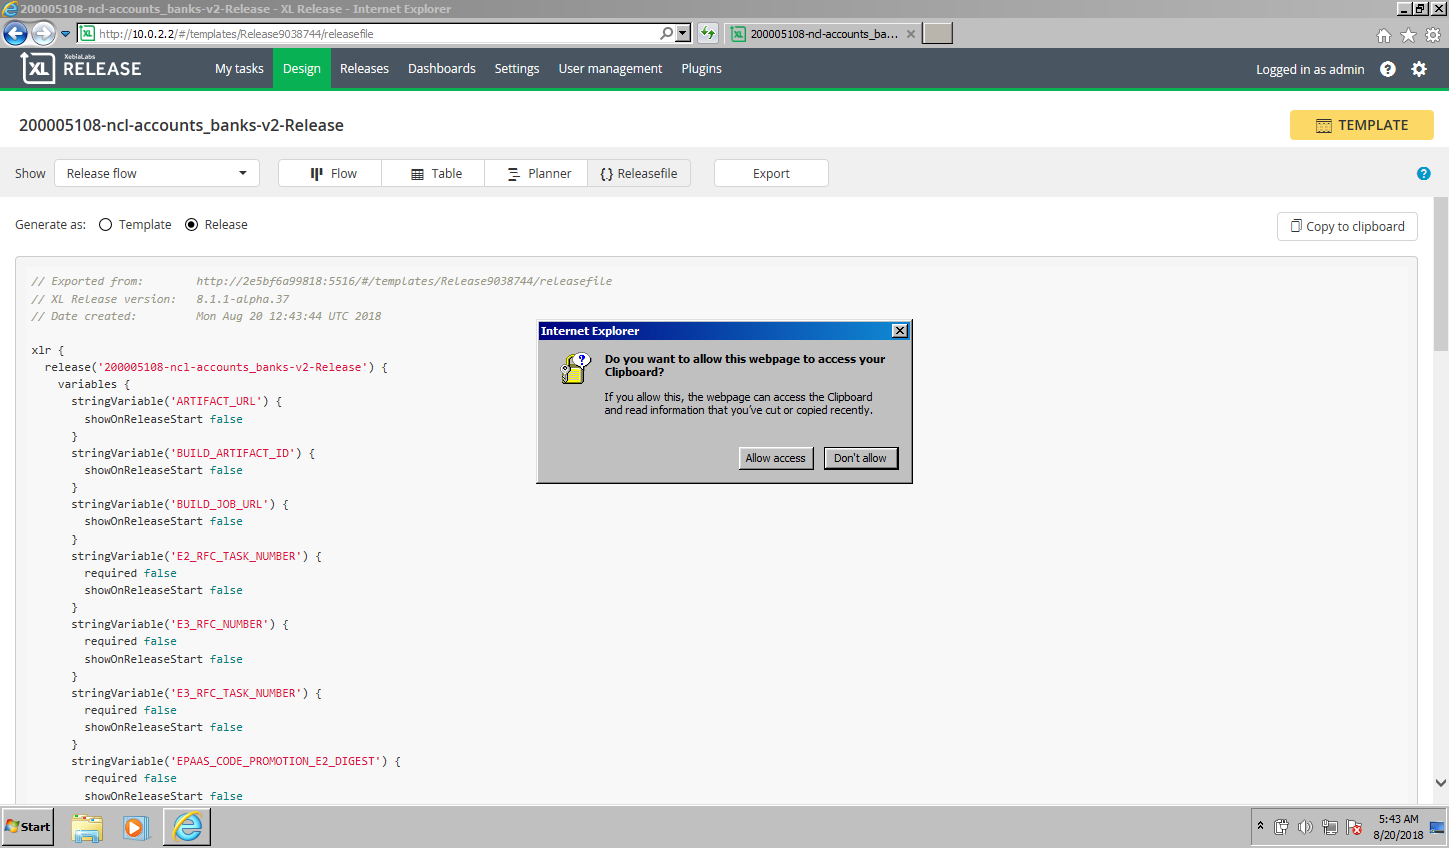 200005108-ncl-accounts_banks-v2-Release - XL Release - Internet Explorer
http://10.0.2.2/#/templates/Release9038744/releasefile
200005108-ncl-accounts_ba...
XL XebiaLabs RELEASE
My tasks Design Releases Dashboards Settings User management Plugins
Logged in as admin
200005108-ncl-accounts_banks-v2-Release
TEMPLATE
Show Release flow Flow Table Planner {} Releasefile Export
Generate as: Template Release
Copy to clipboard
// Exported from: http://2e5bf6a99818:5516/#/templates/Release9038744/releasefile
// XL Release version: 8.1.1-alpha.37
// Date created: Mon Aug 20 12:43:44 UTC 2018
xlr {
release('200005108-ncl-accounts_banks-v2-Release') {
variables {
stringVariable('ARTIFACT_URL') {
showOnReleaseStart false
}
stringVariable('BUILD_ARTIFACT_ID') {
showOnReleaseStart false
}
stringVariable('BUILD_JOB_URL') {
showOnReleaseStart false
}
stringVariable('E2_RFC_TASK_NUMBER') {
required false
showOnReleaseStart false
}
stringVariable('E3_RFC_NUMBER') {
required false
showOnReleaseStart false
}
stringVariable('E3_RFC_TASK_NUMBER') {
required false
showOnReleaseStart false
}
stringVariable('EPAAS_CODE_PROMOTION_E2_DIGEST') {
required false
showOnReleaseStart false
Internet Explorer
Do you want to allow this webpage to access your
Clipboard?
If you allow this, the webpage can access the Clipboard
and read information that you've cut or copied recently.
Allow access Don't allow
Start
5:43 AM
8/20/2018